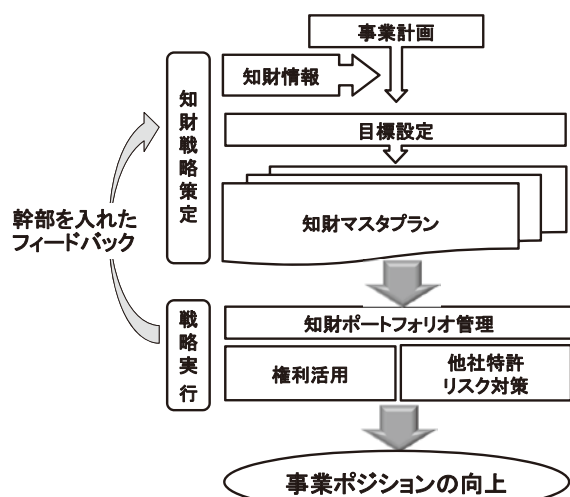 事業計画
知財情報
知財戦略策定
目標設定
知財マスタプラン
幹部を入れた
フィードバック
戦略実行
知財ポートフォリオ管理
権利活用
他社特許
リスク対策
事業ポジションの向上